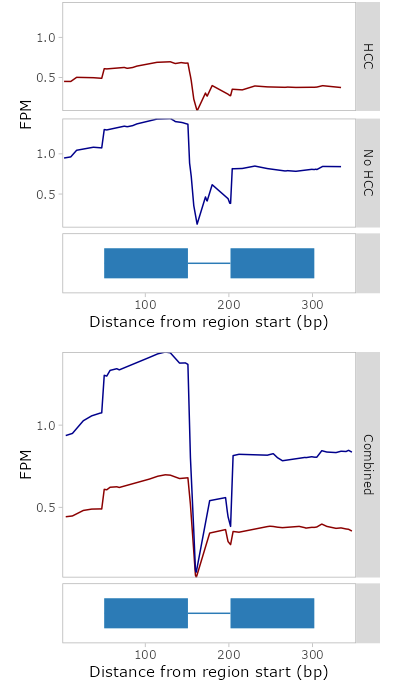 HCC
1.0
0.5
FPM
No HCC
1.0
0.5
100 200 300
Distance from region start (bp)
Combined
1.0
FPM
0.5
100 200 300
Distance from region start (bp)